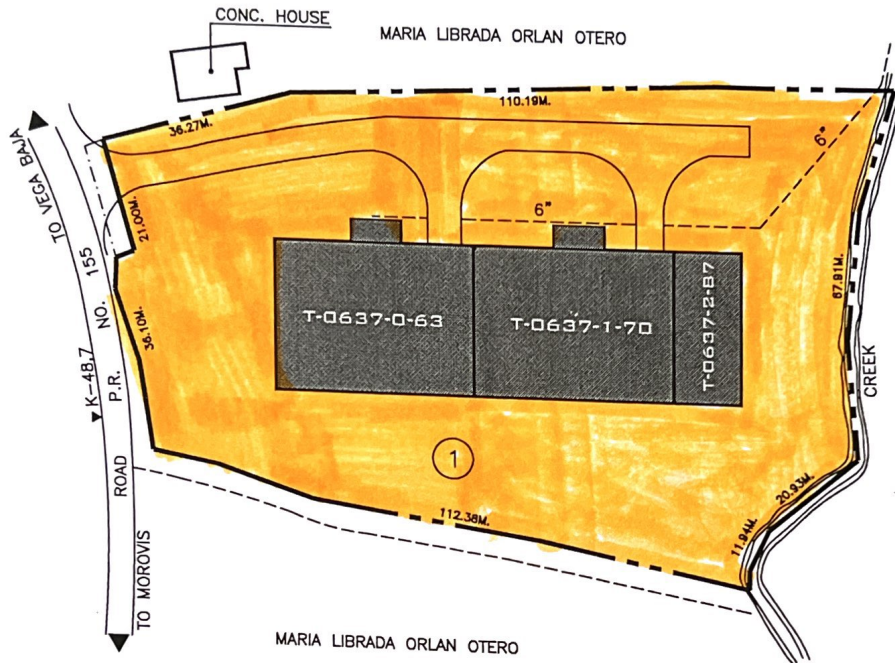 CONC. HOUSE
MARIA LIBRADA ORLAN OTERO
36.27M.
110.19M.
6"
6"
TO VEGA BAJA
21.00M.
ROAD P.R. NO. 155
K-48.7
36.10M.
T-0637-0-63
T-0637-1-70
T-0637-2-87
67.91M.
CREEK
1
112.38M.
20.93M.
11.94M.
TO MOROVIS
MARIA LIBRADA ORLAN OTERO